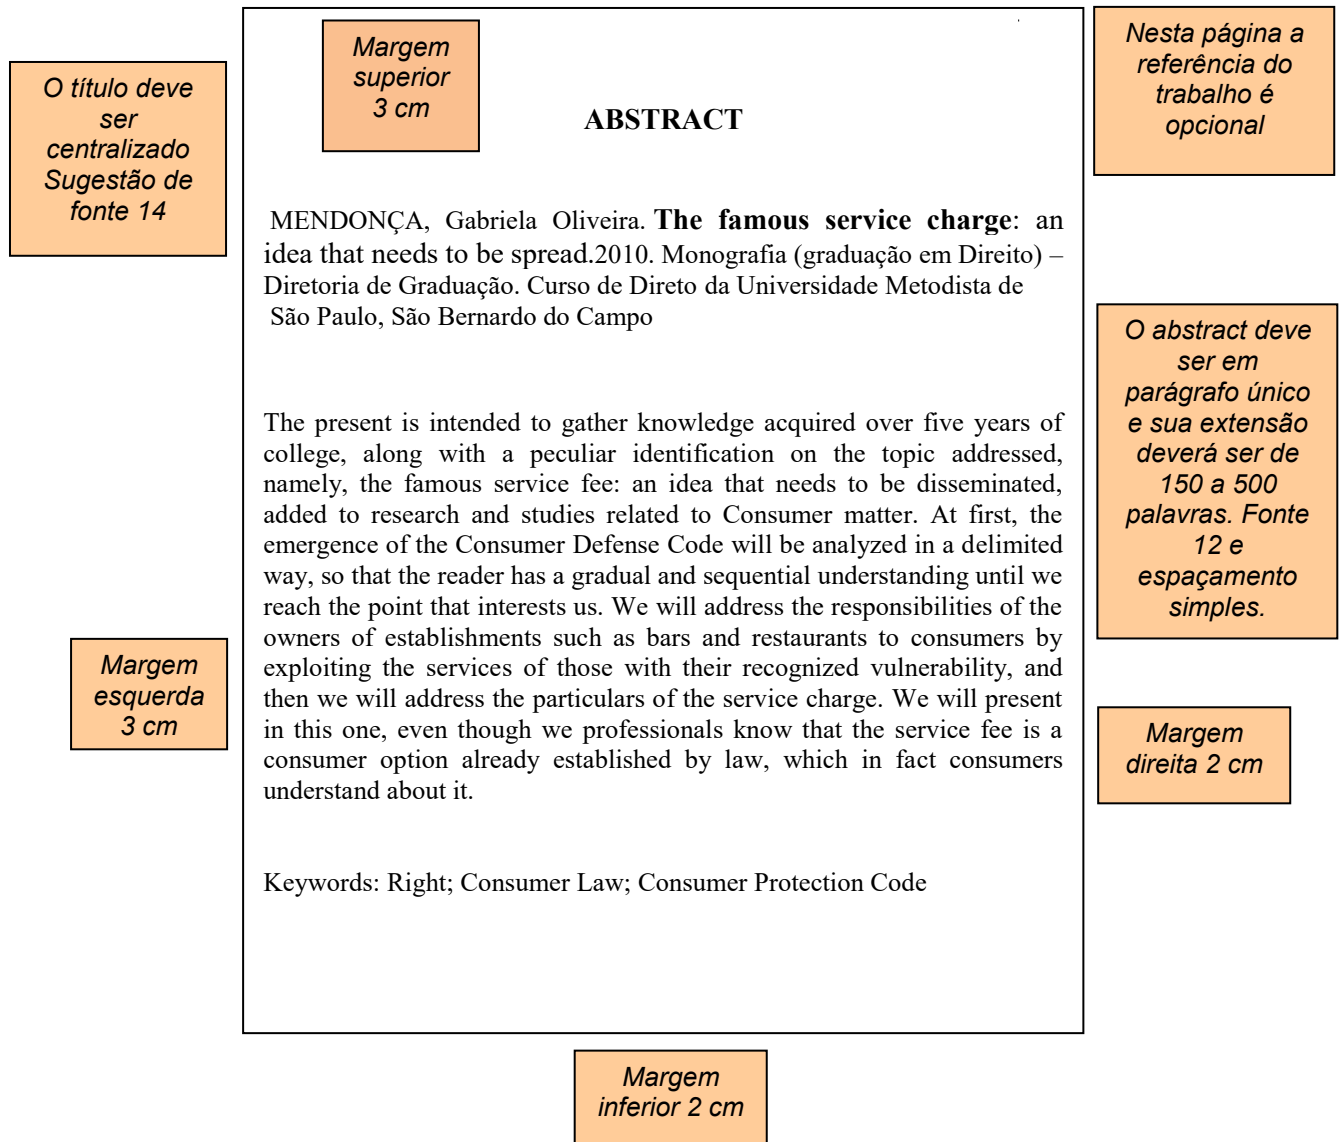 Margem
superior
3 cm
Nesta página a
referência do
trabalho é
opcional
O título deve
ser
centralizado
Sugestão de
fonte 14
ABSTRACT
MENDONÇA, Gabriela Oliveira. The famous service charge: an
idea that needs to be spread.2010. Monografia (graduação em Direito) –
Diretoria de Graduação. Curso de Direto da Universidade Metodista de
São Paulo, São Bernardo do Campo
O abstract deve
ser em
parágrafo único
e sua extensão
deverá ser de
150 a 500
palavras. Fonte
12 e
espaçamento
simples.
The present is intended to gather knowledge acquired over five years of
college, along with a peculiar identification on the topic addressed,
namely, the famous service fee: an idea that needs to be disseminated,
added to research and studies related to Consumer matter. At first, the
emergence of the Consumer Defense Code will be analyzed in a delimited
way, so that the reader has a gradual and sequential understanding until we
reach the point that interests us. We will address the responsibilities of the
owners of establishments such as bars and restaurants to consumers by
exploiting the services of those with their recognized vulnerability, and
then we will address the particulars of the service charge. We will present
in this one, even though we professionals know that the service fee is a
consumer option already established by law, which in fact consumers
understand about it.
Margem
esquerda
3 cm
Margem
direita 2 cm
Keywords: Right; Consumer Law; Consumer Protection Code
Margem
inferior 2 cm